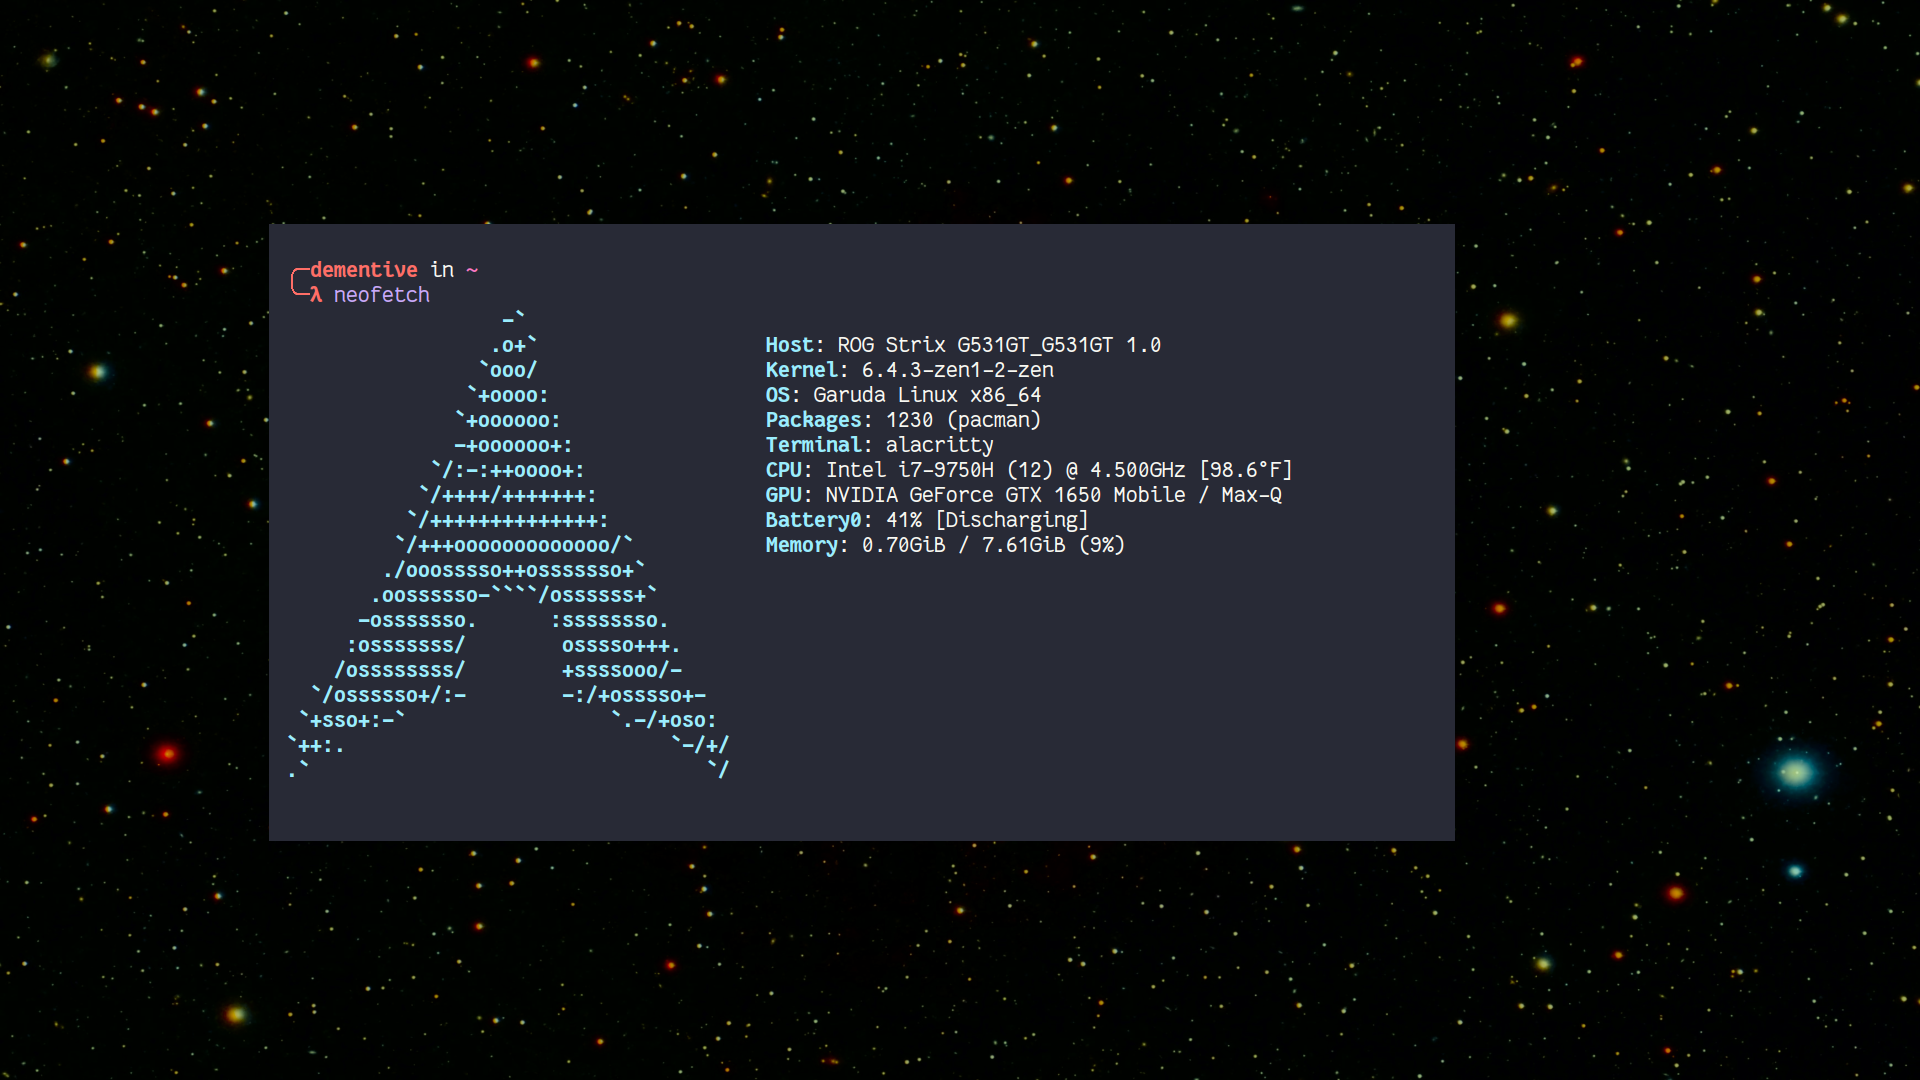 dementive in ~
λ neofetch
-`
.o+`
`ooo/
`+oooo:
`+oooooo:
-+oooooo+:
`/:-:++oooo+:
`/++++/+++++++:
`/++++++++++++++:
`/+++ooooooooooooo/`
./ooosssso++osssssso+`
.oossssso-````/ossssss+`
-osssssso. :ssssssso.
:osssssss/ osssso+++.
/ossssssss/ +ssssooo/-
`/ossssso+/:- -:/+osssso+-
`+sso+:-` `.-/+oso:
`++:. `-/+/
.` `/
Host: ROG Strix G531GT_G531GT 1.0
Kernel: 6.4.3-zen1-2-zen
OS: Garuda Linux x86_64
Packages: 1230 (pacman)
Terminal: alacritty
CPU: Intel i7-9750H (12) @ 4.500GHz [98.6°F]
GPU: NVIDIA GeForce GTX 1650 Mobile / Max-Q
Battery0: 41% [Discharging]
Memory: 0.70GiB / 7.61GiB (9%)